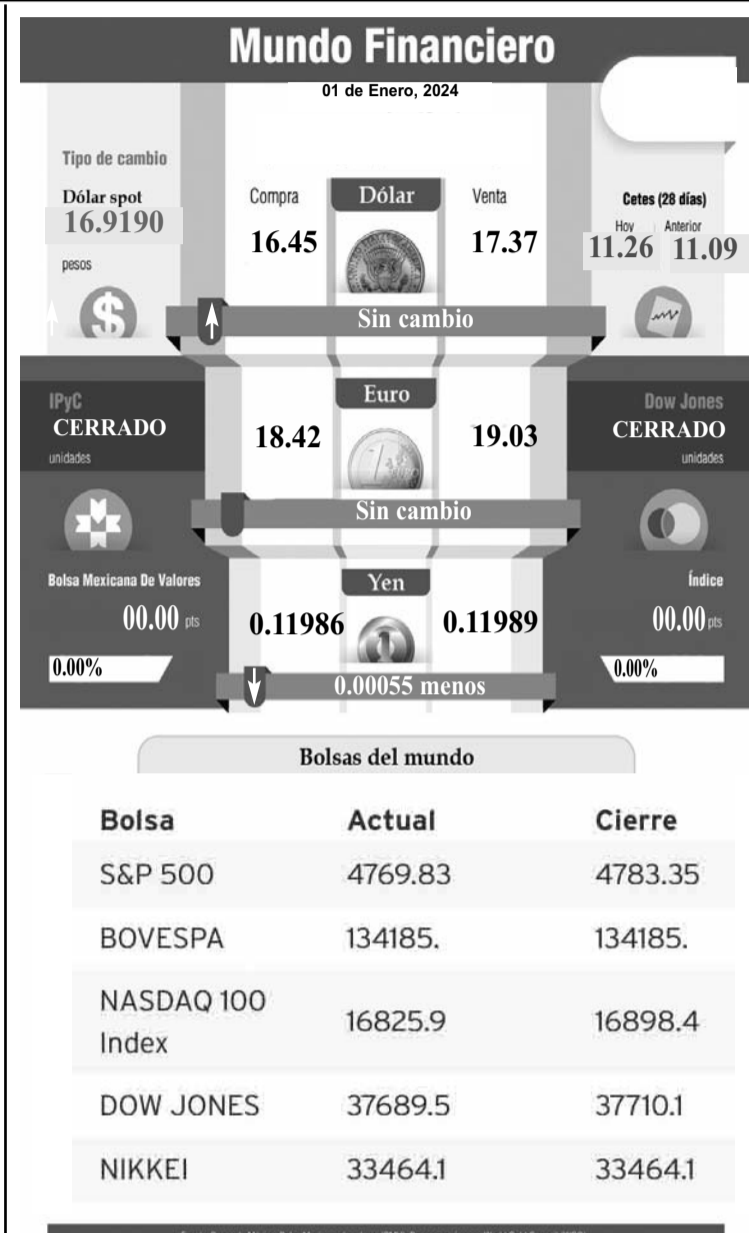 Mundo Financiero
01 de Enero, 2024
Tipo de cambio
Dólar spot
16.9190
pesos
Compra
Dólar
Venta
16.45
17.37
Sin cambio
Cetes (28 días)
Hoy
Anterior
11.26
11.09
IPyC
CERRADO
unidades
Euro
18.42
19.03
Sin cambio
Dow Jones
CERRADO
unidades
Bolsa Mexicana De Valores
00.00 pts
0.00%
Yen
0.11986
0.11989
0.00055 menos
Índice
00.00 pts
0.00%
Bolsas del mundo
Bolsa Actual Cierre
S&P 500 4769.83 4783.35
BOVESPA 134185. 134185.
NASDAQ 100
Index 16825.9 16898.4
DOW JONES 37689.5 37710.1
NIKKEI 33464.1 33464.1